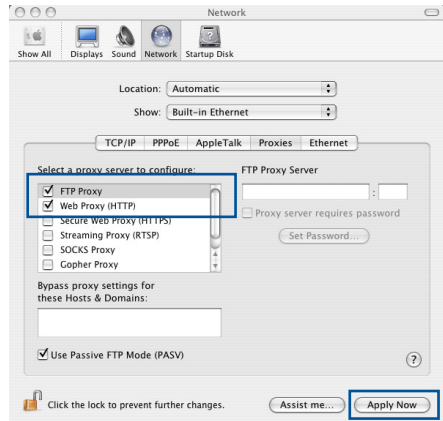 Network
Show All Displays Sound Network Startup Disk
Location: Automatic
Show: Built-in Ethernet
TCP/IP PPPoE AppleTalk Proxies Ethernet
Select a proxy server to configure:
FTP Proxy
Web Proxy (HTTP)
Secure Web Proxy (HTTPS)
Streaming Proxy (RTSP)
SOCKS Proxy
Gopher Proxy
FTP Proxy Server
:
Proxy server requires password
Set Password...
Bypass proxy settings for
these Hosts & Domains:
Use Passive FTP Mode (PASV)
?
Click the lock to prevent further changes.
Assist me... Apply Now